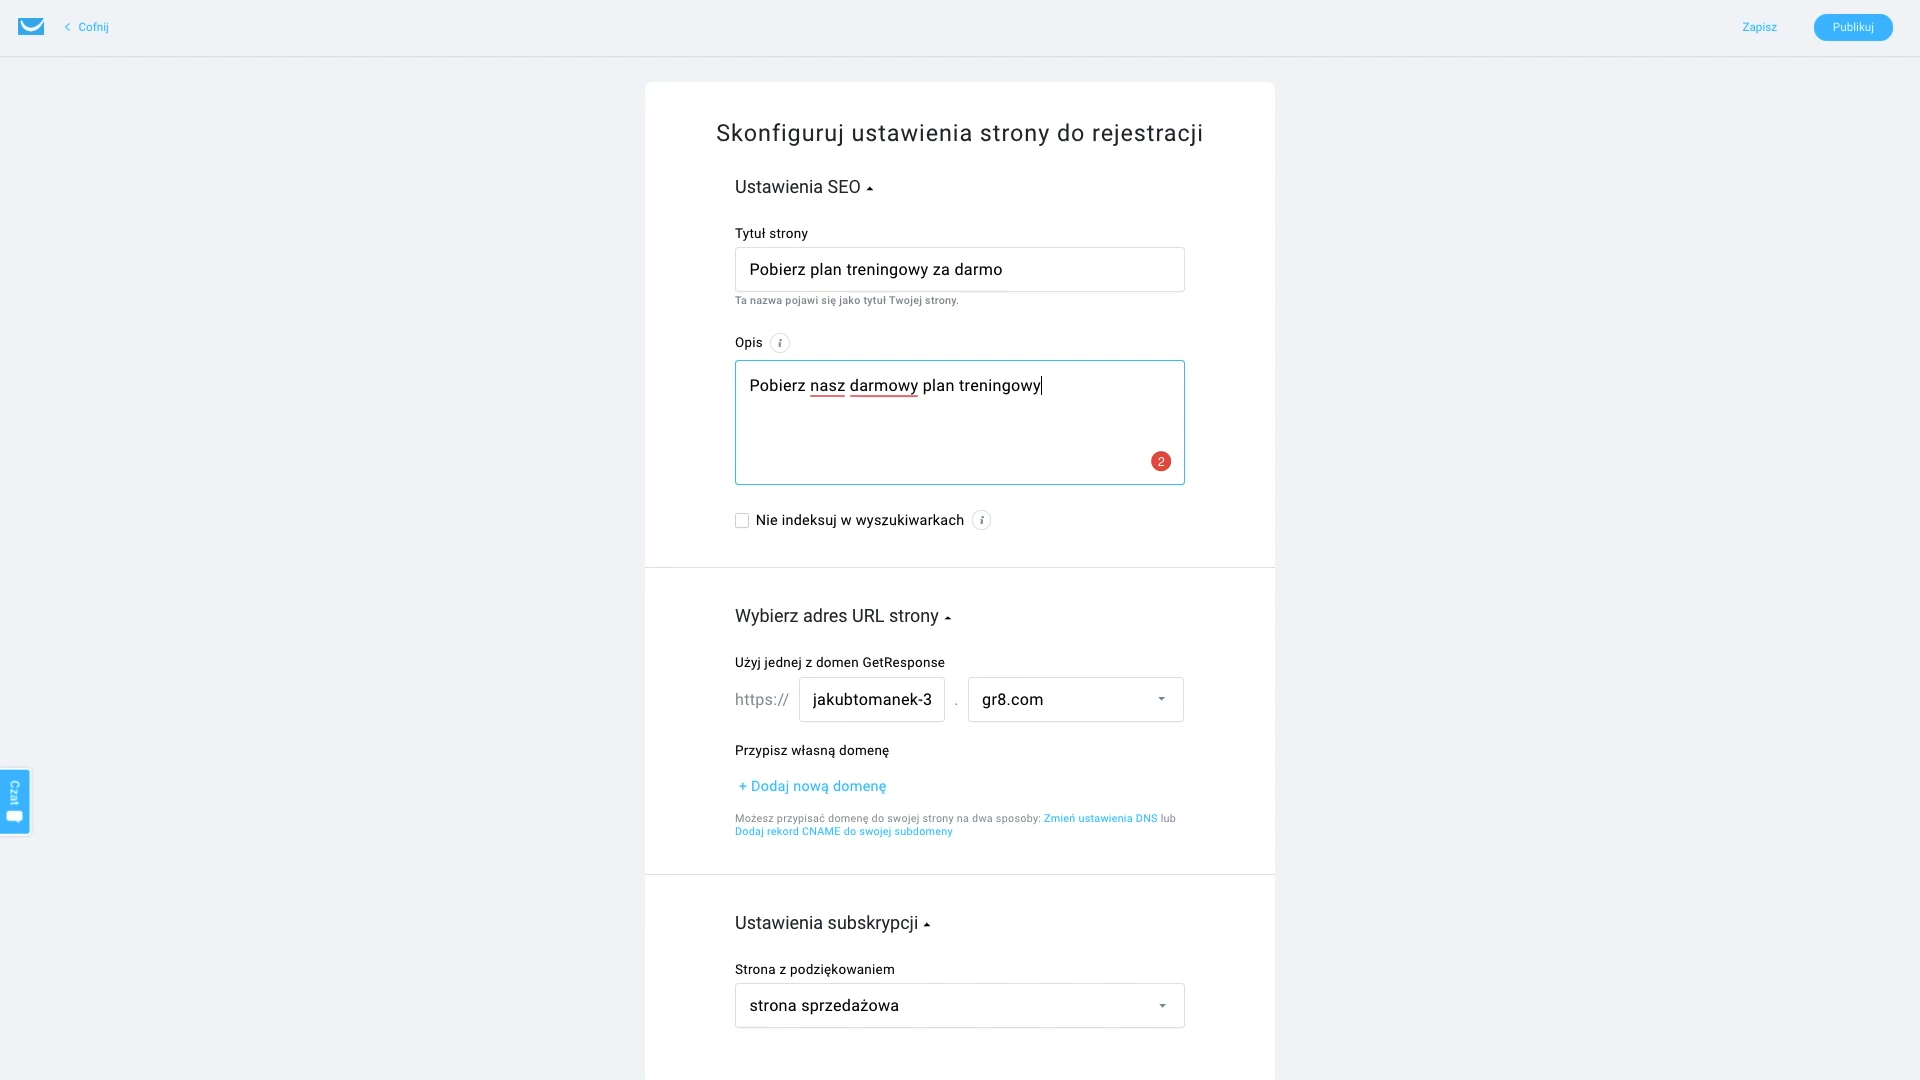 Cofnij
Zapisz
Publikuj
Skonfiguruj ustawienia strony do rejestracji
Ustawienia SEO
Tytuł strony
Pobierz plan treningowy za darmo
Ta nazwa pojawi się jako tytuł Twojej strony.
Opis i
Pobierz nasz darmowy plan treningowy
2
Nie indeksuj w wyszukiwarkach i
Wybierz adres URL strony
Użyj jednej z domen GetResponse
https:// jakubtomanek-3 . gr8.com
Przypisz własną domenę
+ Dodaj nową domenę
Możesz przypisać domenę do swojej strony na dwa sposoby: Zmień ustawienia DNS lub
Dodaj rekord CNAME do swojej subdomeny
Czat
Ustawienia subskrypcji
Strona z podziękowaniem
strona sprzedażowa